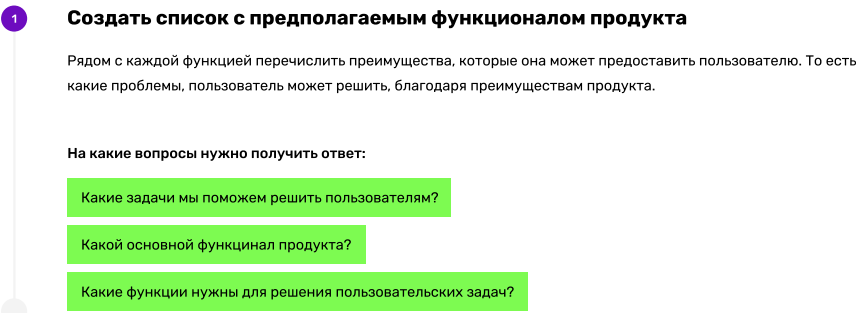 1
Создать список с предполагаемым функционалом продукта
Рядом с каждой функцией перечислить преимущества, которые она может предоставить пользователю. То есть
какие проблемы, пользователь может решить, благодаря преимуществам продукта.
На какие вопросы нужно получить ответ:
Какие задачи мы поможем решить пользователям?
Какой основной функцинал продукта?
Какие функции нужны для решения пользовательских задач?